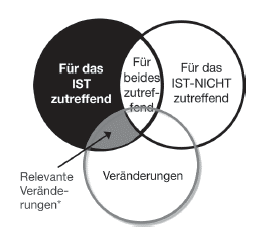 Für das
IST
zutreffend
Für
beides
zutref-
fend
Für das
IST-NICHT
zutreffend
Relevante
Verände-
rungen*
Veränderungen